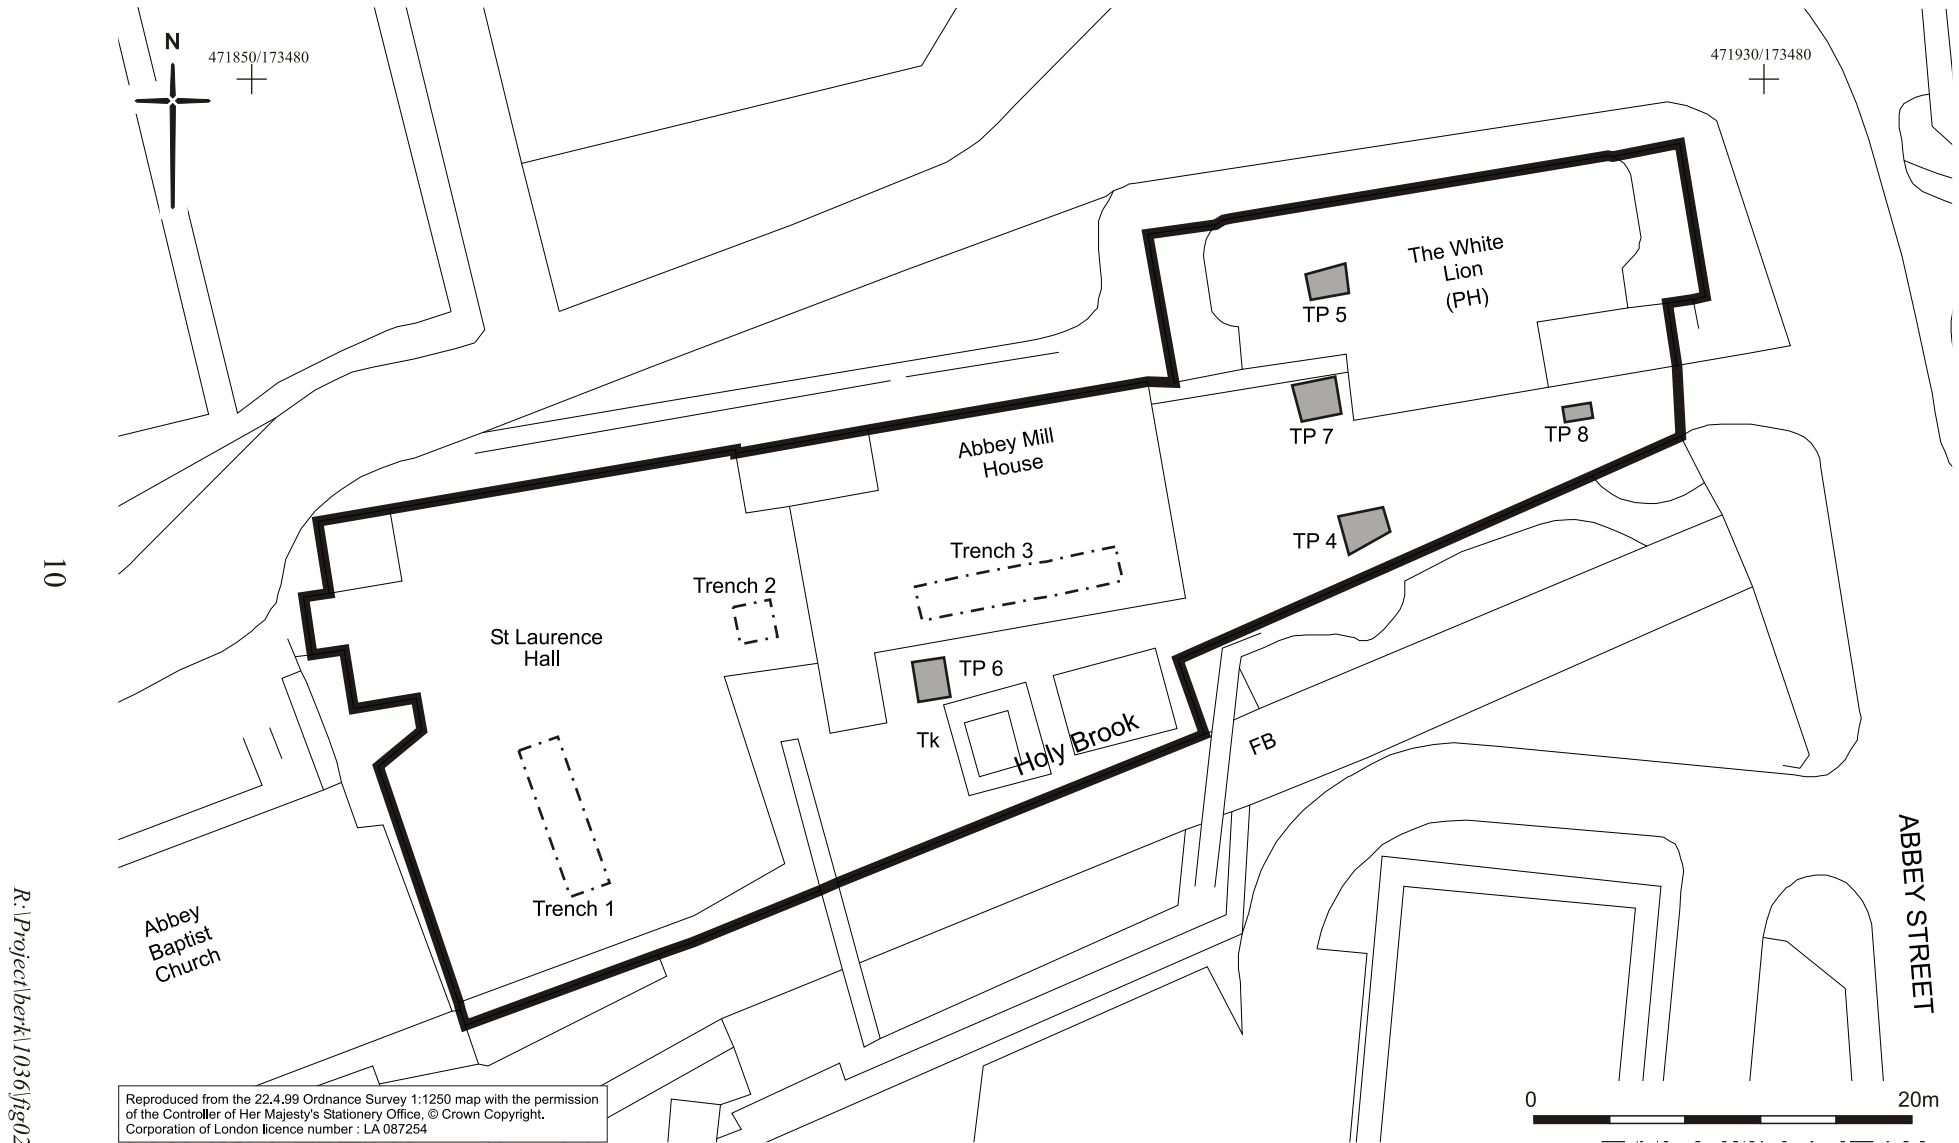 N
471850/173480
471930/173480
The White
Lion
(PH)
TP 5
TP 7
TP 8
Abbey Mill
House
TP 4
Trench 3
Trench 2
St Laurence
Hall
TP 6
Tk
Holy Brook
FB
Trench 1
Abbey
Baptist
Church
ABBEY STREET
10
R:\Project\berk\1036\fig02
Reproduced from the 22.4.99 Ordnance Survey 1:1250 map with the permission
of the Controller of Her Majesty's Stationery Office, © Crown Copyright.
Corporation of London licence number : LA 087254
0
20m